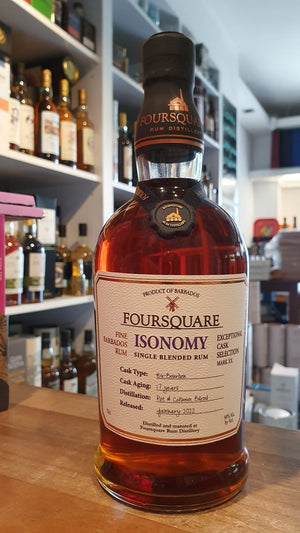 FOURSQUARE
RUM DISTILLERY
PRODUCT OF BARBADOS
FOURSQUARE
FINE
BARBADOS
RUM
ISONOMY
SINGLE BLENDED RUM
EXCEPTIONAL
CASK
SELECTION
MARK XX
Cask Type: Ex-Bourbon
Cask Aging: 17 years
Distillation: Pot & Column Blend
Released: January 2022
Distilled and matured at
Foursquare Rum Distillery